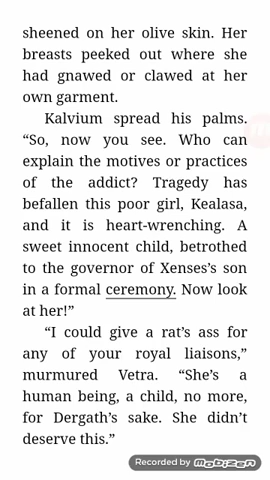 sheened on her olive skin. Her
breasts peeked out where she
had gnawed or clawed at her
own garment.
Kalvium spread his palms.
“So, now you see. Who can
explain the motives or practices
of the addict? Tragedy has
befallen this poor girl, Kealasa,
and it is heart-wrenching. A
sweet innocent child, betrothed
to the governor of Xenses’s son
in a formal ceremony. Now look
at her!”
“I could give a rat’s ass for
any of your royal liaisons,”
murmured Vetra. “She’s a
human being, a child, no more,
for Dergath’s sake. She didn’t
deserve this.”
Recorded by Mobizen